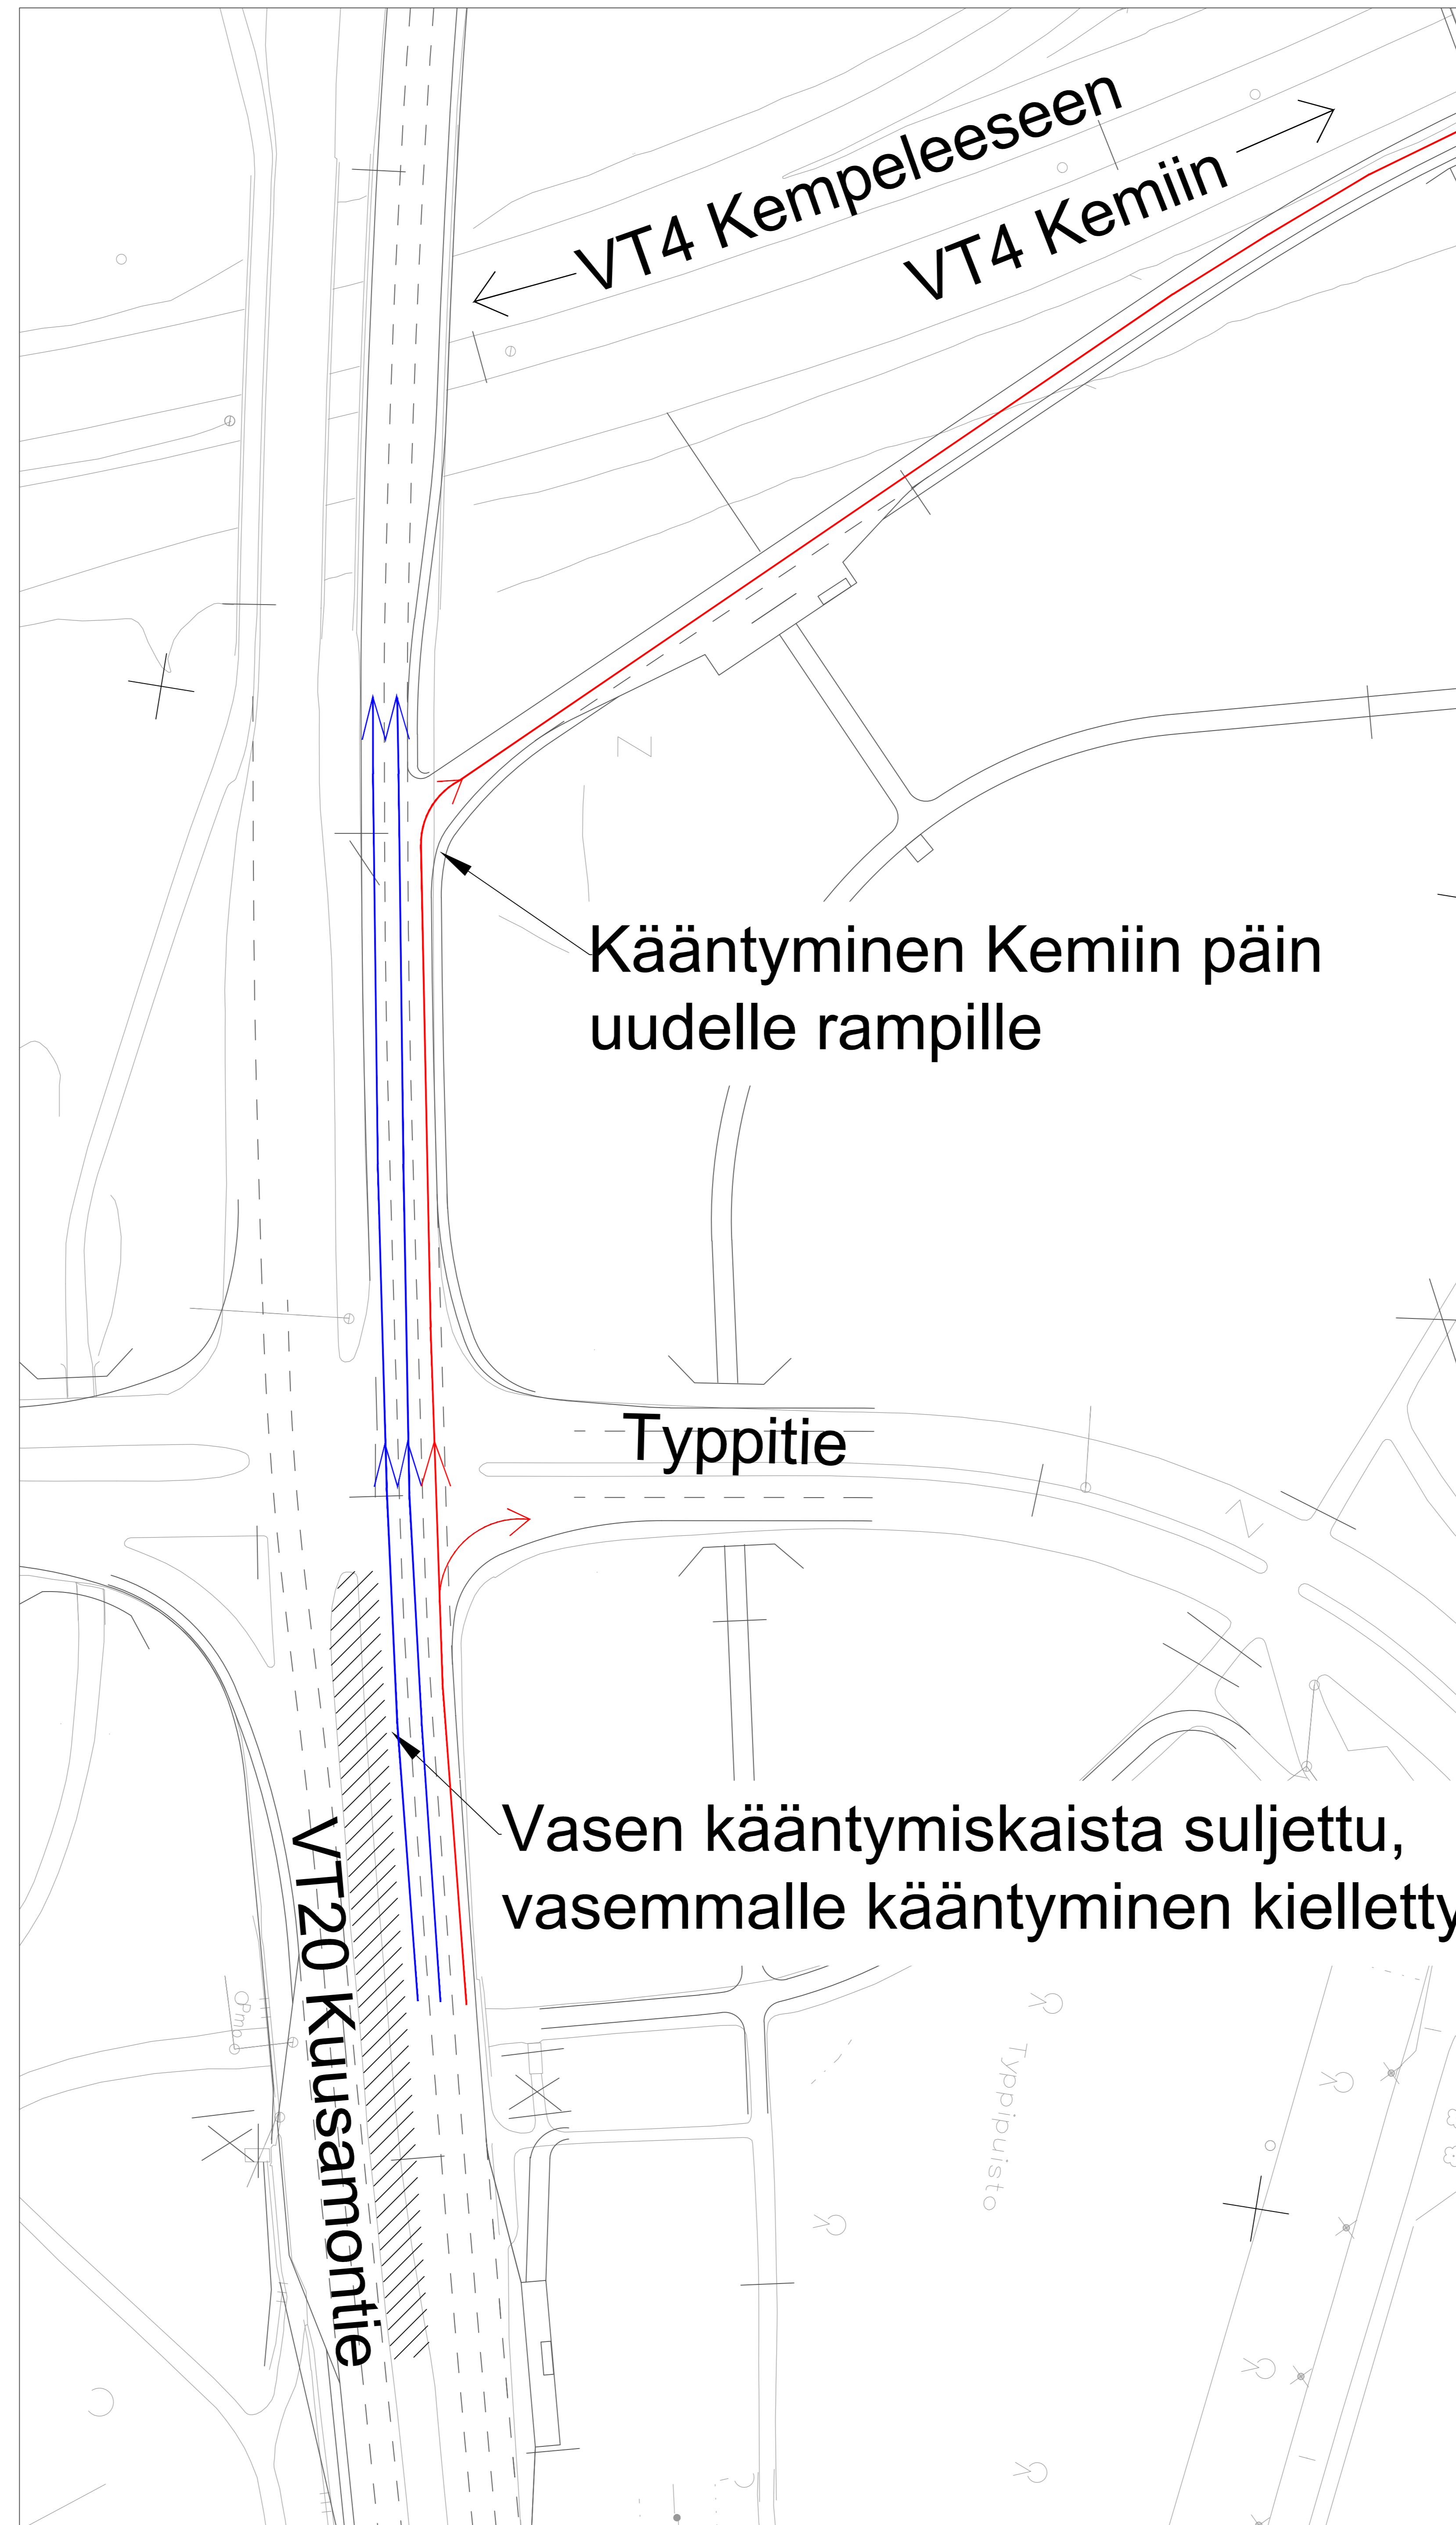 VT4 Kempeleeseen
VT4 Kemiin
Kääntyminen Kemiin päin
uudelle rampille
Typpitie
Vasen kääntymiskaista suljettu,
vasemmalle kääntyminen kielletty
VT20 Kuusamontie
Typpipuisto